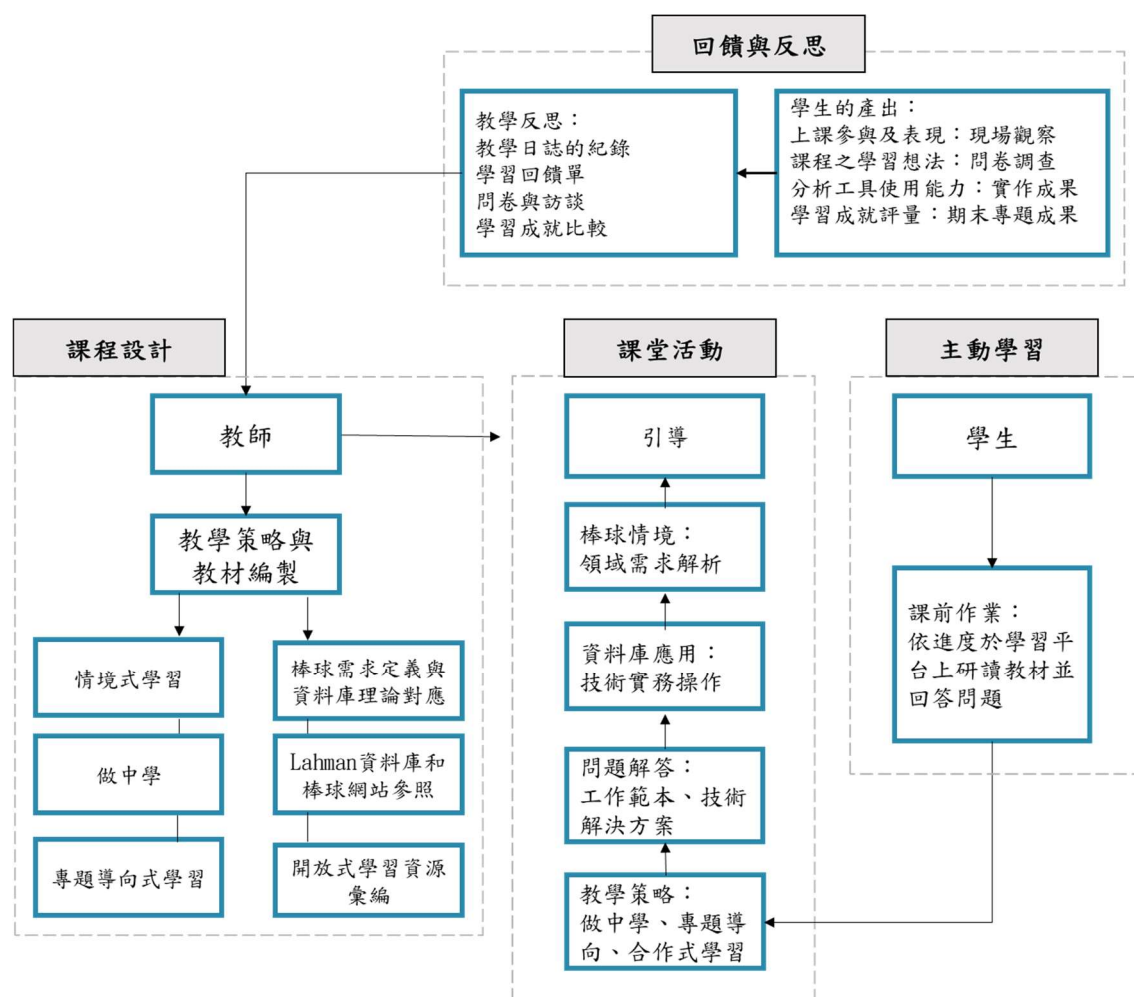 回饋與反思
教學反思：
教學日誌的紀錄
學習回饋單
問卷與訪談
學習成就比較
學生的產出：
上課參與及表現：現場觀察
課程之學習想法：問卷調查
分析工具使用能力：實作成果
學習成就評量：期末專題成果
課程設計
教師
教學策略與
教材編製
情境式學習
做中學
專題導向式學習
棒球需求定義與
資料庫理論對應
Lahman資料庫和
棒球網站參照
開放式學習資源
彙編
課堂活動
引導
棒球情境：
領域需求解析
資料庫應用：
技術實務操作
問題解答：
工作範本、技術
解決方案
教學策略：
做中學、專題導
向、合作式學習
主動學習
學生
課前作業：
依進度於學習平
台上研讀教材並
回答問題